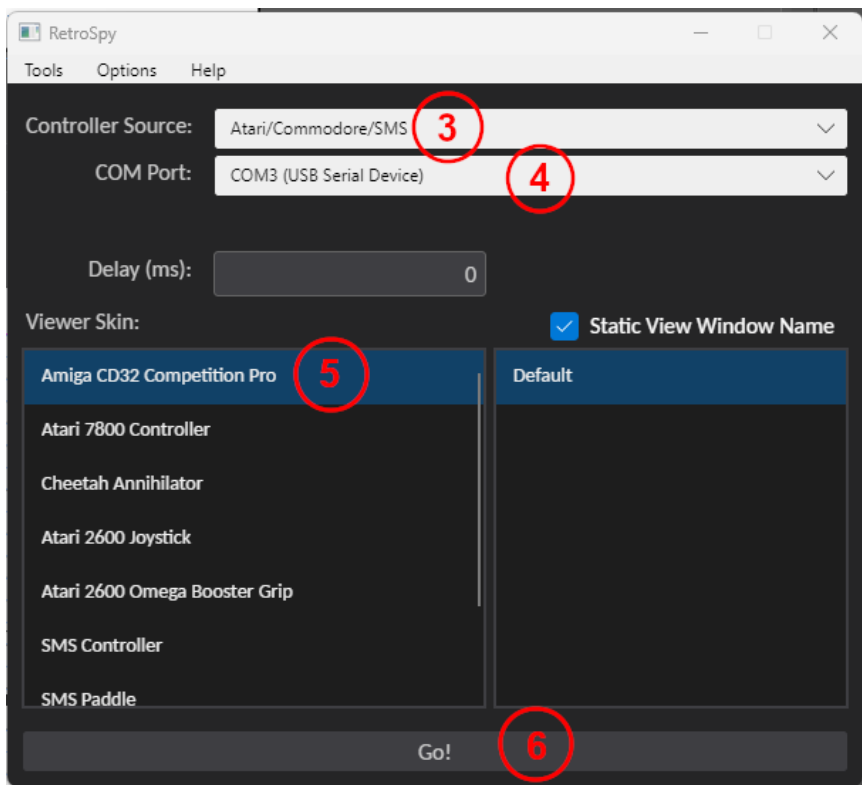 RetroSpy
Tools Options Help
Controller Source: Atari/Commodore/SMS 3
COM Port: COM3 (USB Serial Device) 4
Delay (ms): 0
Viewer Skin: Static View Window Name
Amiga CD32 Competition Pro 5 Default
Atari 7800 Controller
Cheetah Annihilator
Atari 2600 Joystick
Atari 2600 Omega Booster Grip
SMS Controller
SMS Paddle
Go! 6